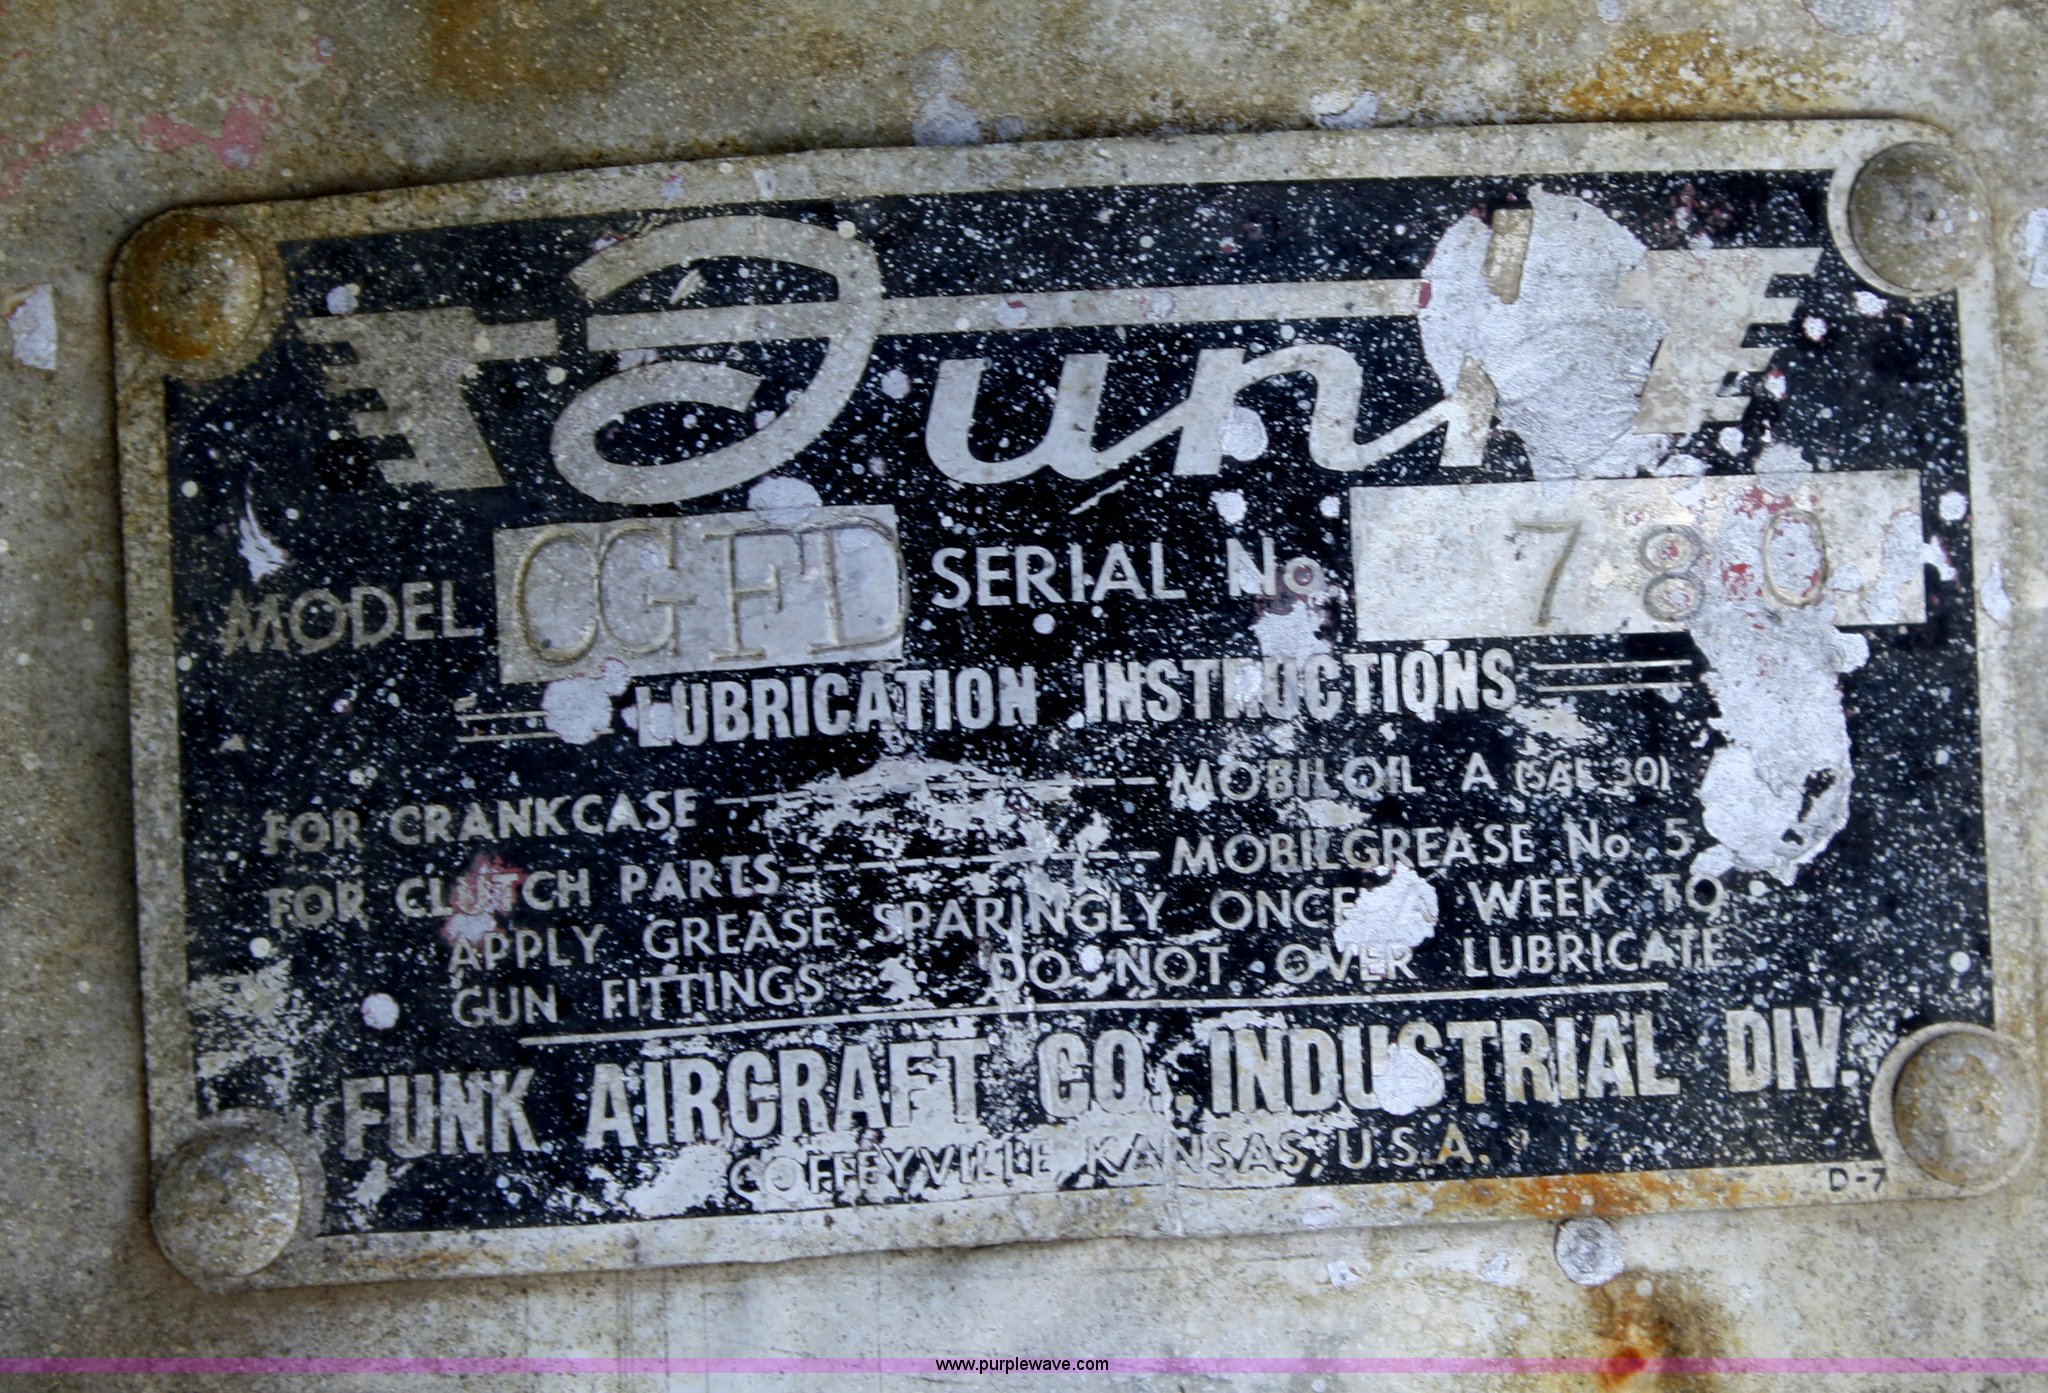 Funk
MODEL CGFD SERIAL No 780
LUBRICATION INSTRUCTIONS
FOR CRANKCASE — MOBILOIL A (SAE 30)
FOR CLUTCH PARTS — MOBILGREASE No 5
APPLY GREASE SPARINGLY ONCE WEEK TO
GUN FITTINGS DO NOT OVER LUBRICATE
FUNK AIRCRAFT CO., INDUSTRIAL DIV.
COFFEYVILLE, KANSAS, U.S.A.
D-7
www.purplewave.com